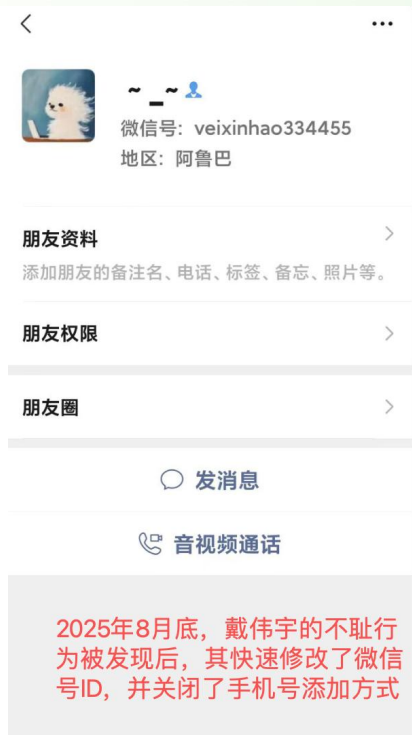 ~ _~
微信号: veixinhao334455
地区: 阿鲁巴
朋友资料
添加朋友的备注名、电话、标签、备忘、照片等。
朋友权限
朋友圈
发消息
音视频通话
2025年8月底，戴伟宇的不耻行
为被发现后，其快速修改了微信
号ID，并关闭了手机号添加方式